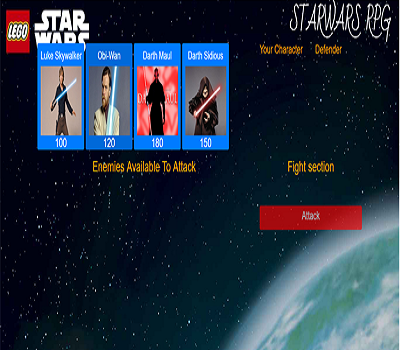 LEGO
STAR
WARS
STARWARS RPG
Your Character Defender
Luke Skywalker Obi-Wan Darth Maul Darth Sidious
100 120 180 150
Enemies Available To Attack
Fight section
Attack